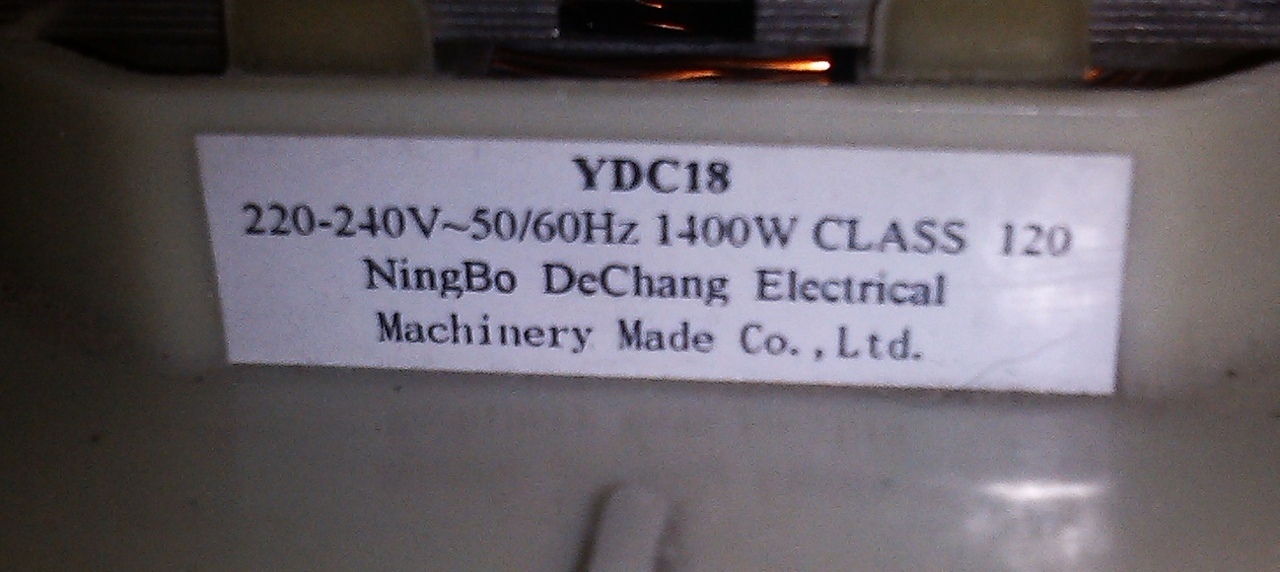 YDC18
220-240V~50/60Hz 1400W CLASS 120
NingBo DeChang Electrical
Machinery Made Co.,Ltd.